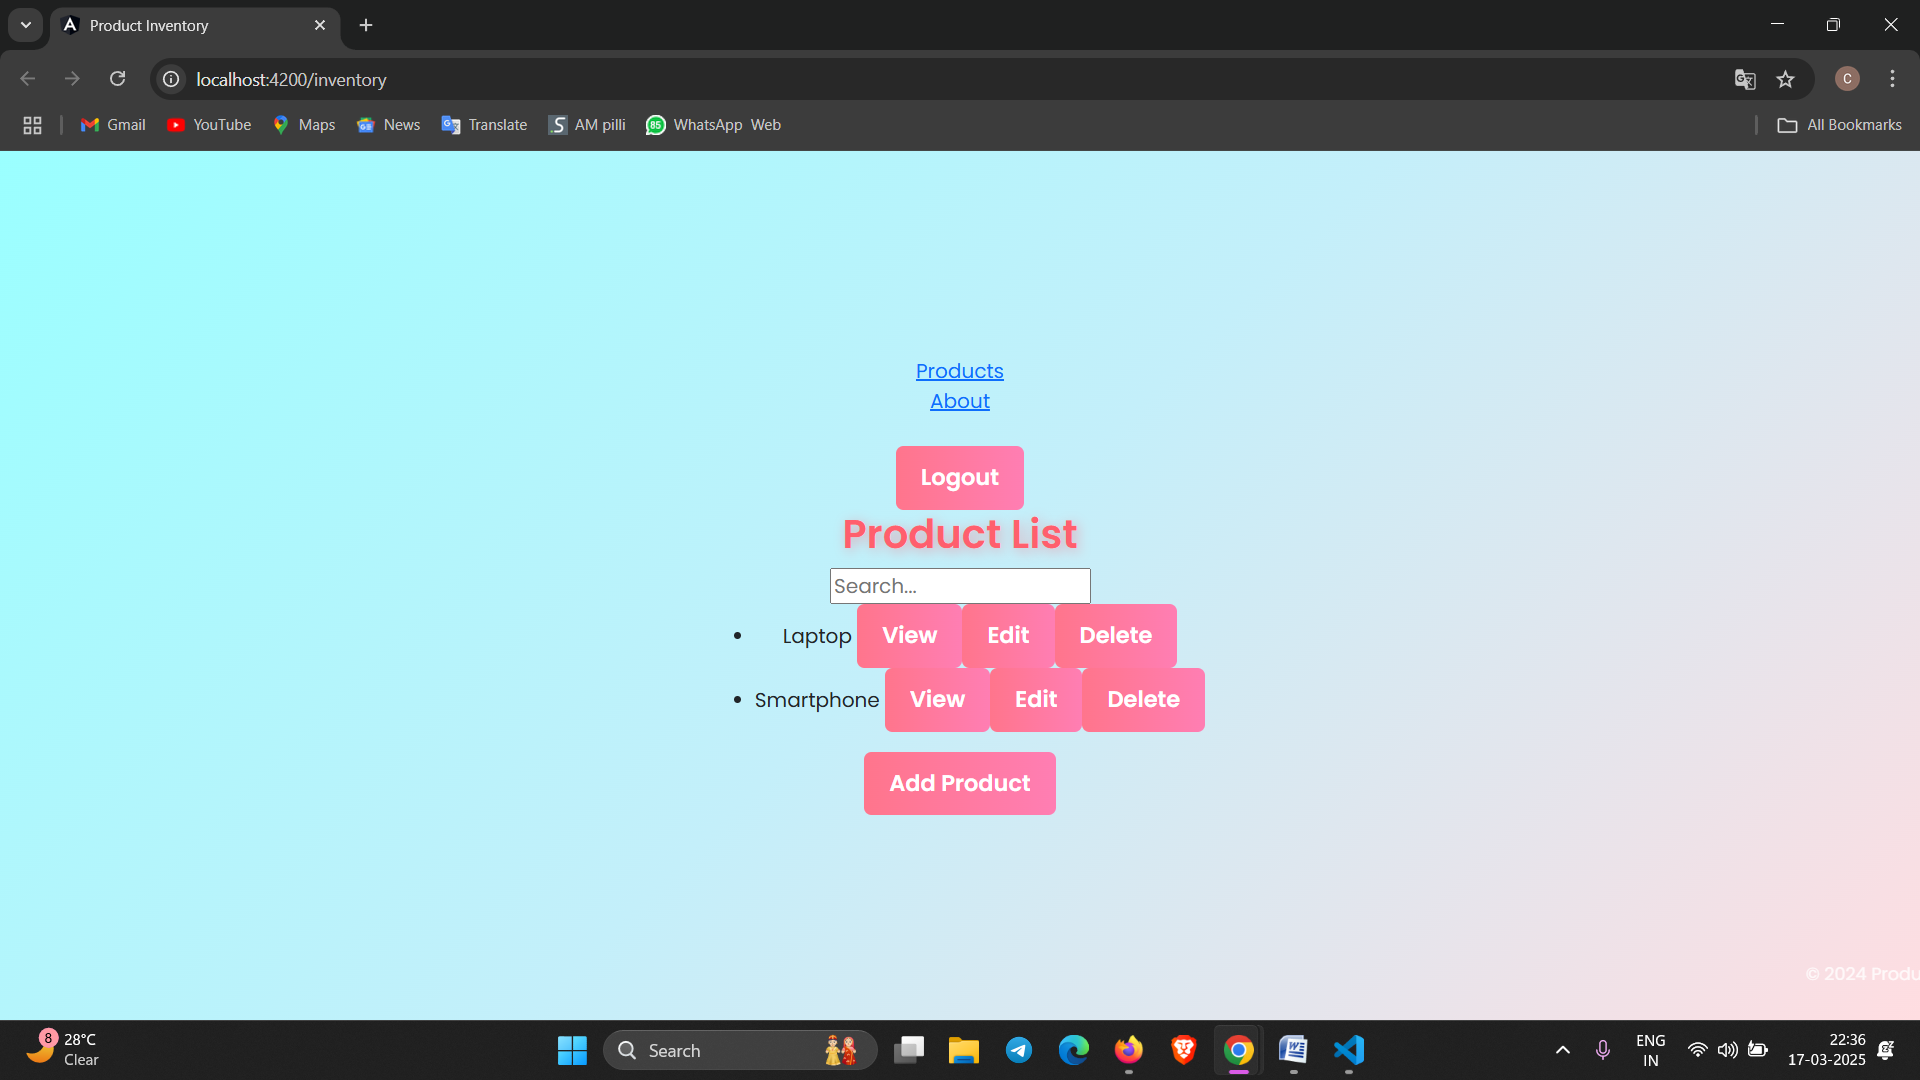 Product Inventory
localhost:4200/inventory
C
Gmail YouTube Maps News Translate AM pilli 85 WhatsApp Web All Bookmarks
Products
About
Logout
Product List
Search...
Laptop View Edit Delete
Smartphone View Edit Delete
Add Product
© 2024 Produ
8 28°C
Clear
Search
ENG
IN
22:36
17-03-2025